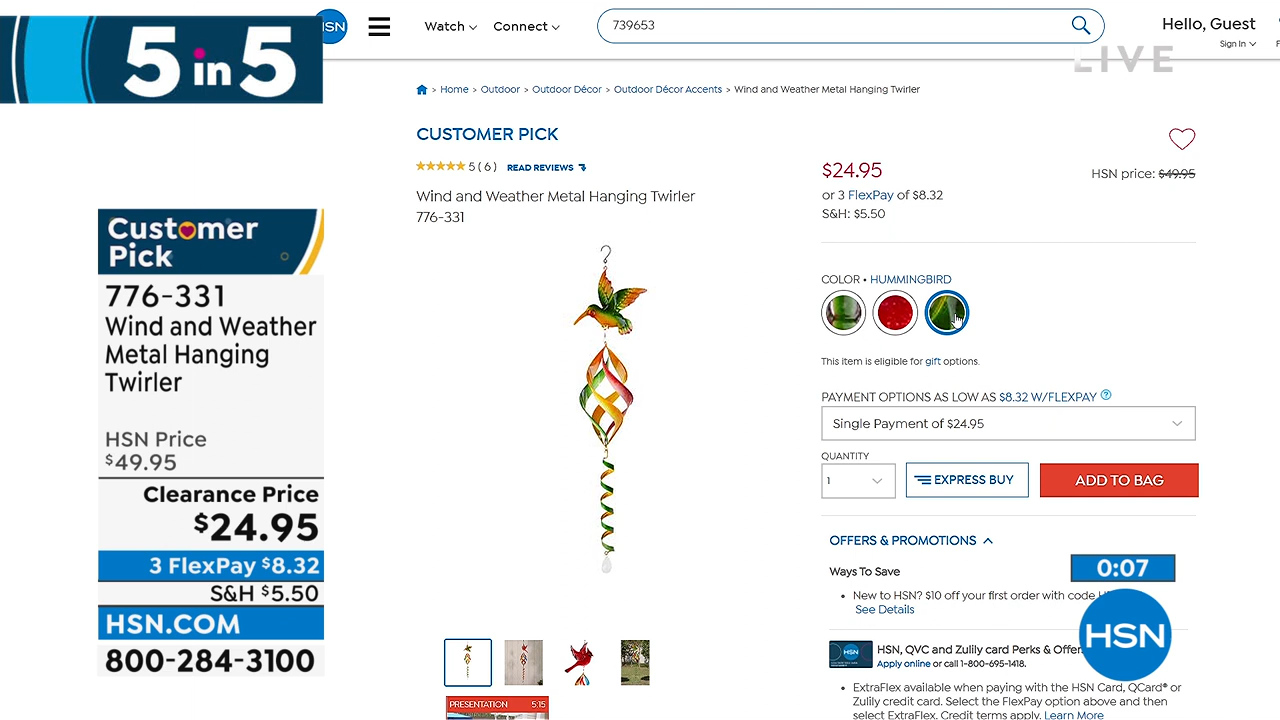 5 in 5
HSN
Watch
Connect
739653
Hello, Guest
Sign In
LIVE
> Home > Outdoor > Outdoor Décor > Outdoor Décor Accents > Wind and Weather Metal Hanging Twirler
CUSTOMER PICK
5 ( 6 ) READ REVIEWS
Wind and Weather Metal Hanging Twirler
776-331
$24.95
HSN price: $49.95
or 3 FlexPay of $8.32
S&H: $5.50
COLOR • HUMMINGBIRD
This item is eligible for gift options.
PAYMENT OPTIONS AS LOW AS $8.32 W/FLEXPAY ?
Single Payment of $24.95
QUANTITY
1
EXPRESS BUY
ADD TO BAG
OFFERS & PROMOTIONS
Ways To Save
• New to HSN? $10 off your first order with code
See Details
0:07
HSN
HSN, QVC and Zulily card Perks & Offer
Apply online or call 1-800-695-1418.
• ExtraFlex available when paying with the HSN Card, QCard® or
Zulily credit card. Select the FlexPay option above and then
select ExtraFlex. Credit terms apply. Learn More
PRESENTATION 5:15
Customer
Pick
776-331
Wind and Weather
Metal Hanging
Twirler
HSN Price
$49.95
Clearance Price
$24.95
3 FlexPay $8.32
S&H $5.50
HSN.COM
800-284-3100